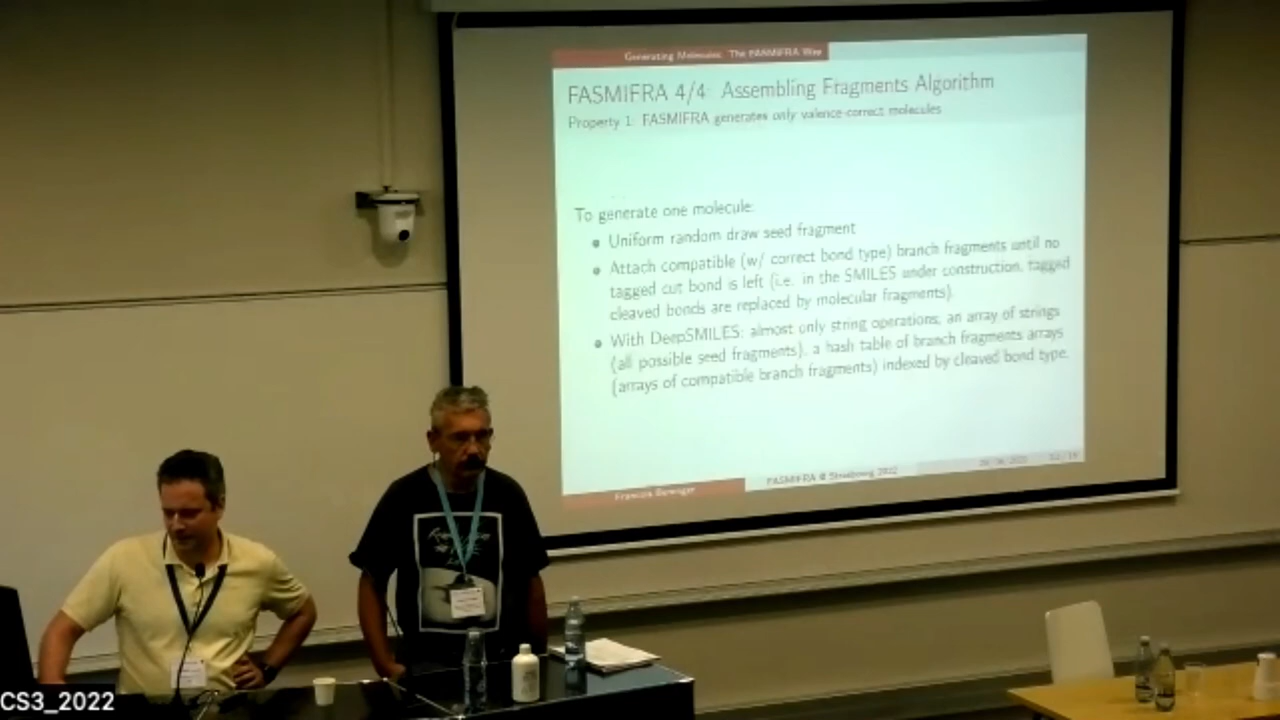 Generating Molecules: The FASMIFRA Way
FASMIFRA 4/4: Assembling Fragments Algorithm
Property 1: FASMIFRA generates only valence-correct molecules
To generate one molecule:
Uniform random draw seed fragment
Attach compatible (w/ correct bond type) branch fragments until no
tagged cut bond is left (i.e. in the SMILES under construction, tagged
cleaved bonds are replaced by molecular fragments).
With DeepSMILES: almost only string operations; an array of strings
(all possible seed fragments), a hash table of branch fragments arrays
(arrays of compatible branch fragments) indexed by cleaved bond type.
FASMIFRA @ Strasbourg 2022
CS3_2022